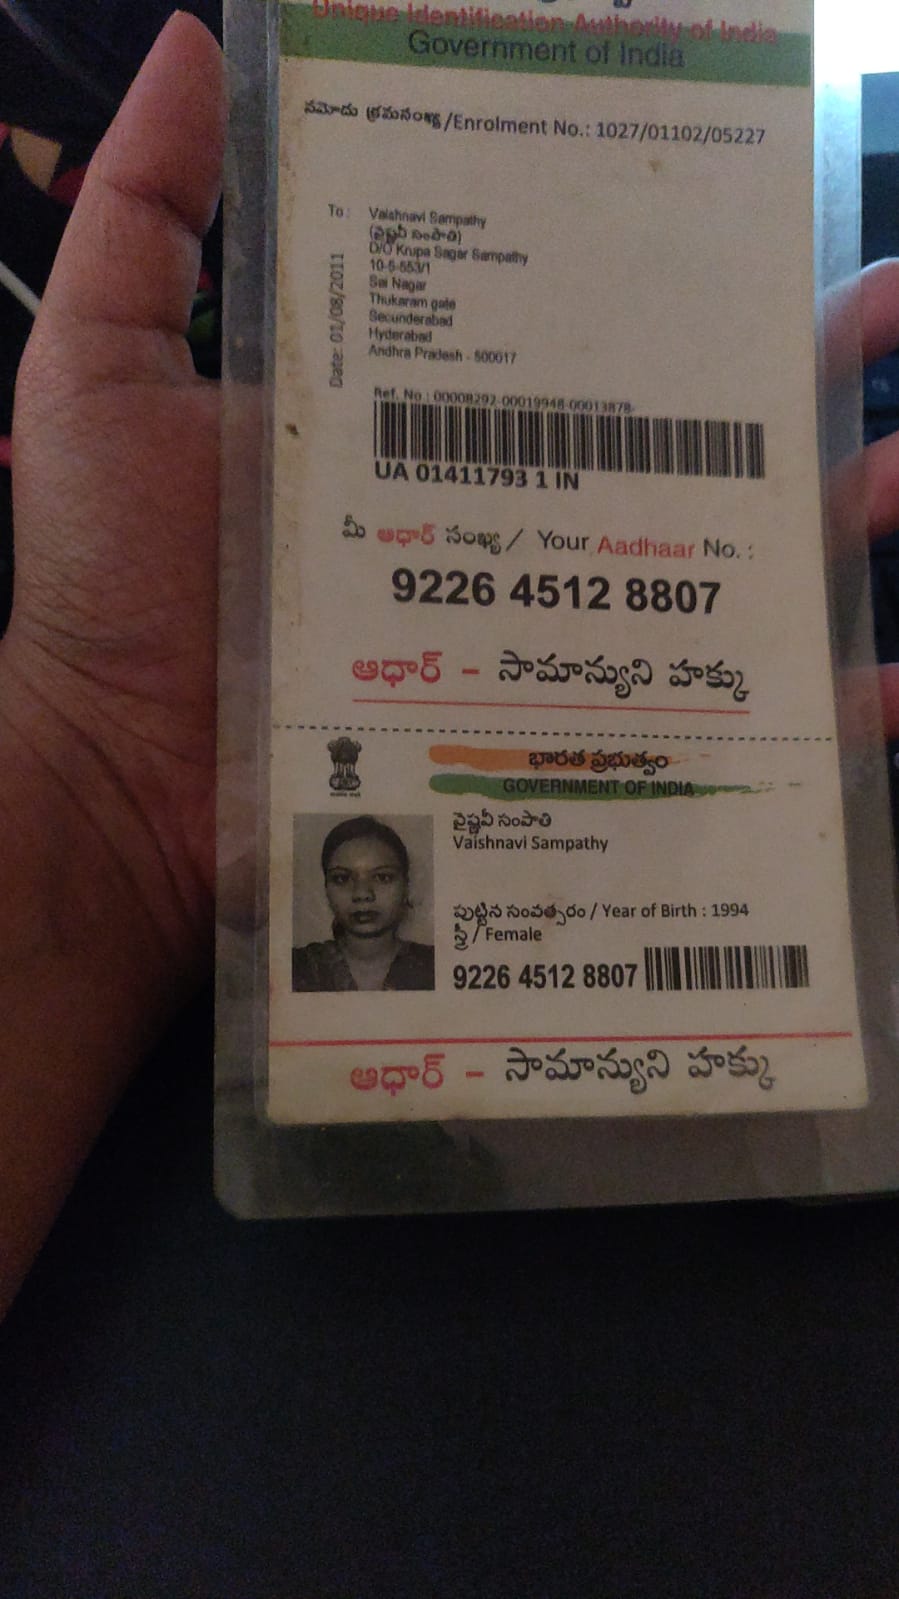 Unique Identification Authority of India
Government of India
నమోదు క్రమసంఖ్య/Enrolment No.: 1027/01102/05227
To :
Vaishnavi Sampathy
(వైష్ణవీ సంపాతి)
D/O Krupa Sagar Sampathy
10-5-553/1
Sai Nagar
Thukaram gate
Secunderabad
Hyderabad
Andhra Pradesh - 500017
Date: 01/08/2011
Ref. No : 00008292-00019948-00013878-
UA 01411793 1 IN
మీ ఆధార్ సంఖ్య / Your Aadhaar No. :
9226 4512 8807
ఆధార్ – సామాన్యుని హక్కు
భారత ప్రభుత్వం
GOVERNMENT OF INDIA
వైష్ణవీ సంపాతి
Vaishnavi Sampathy
పుట్టిన సంవత్సరం / Year of Birth : 1994
స్త్రీ / Female
9226 4512 8807
ఆధార్ – సామాన్యుని హక్కు